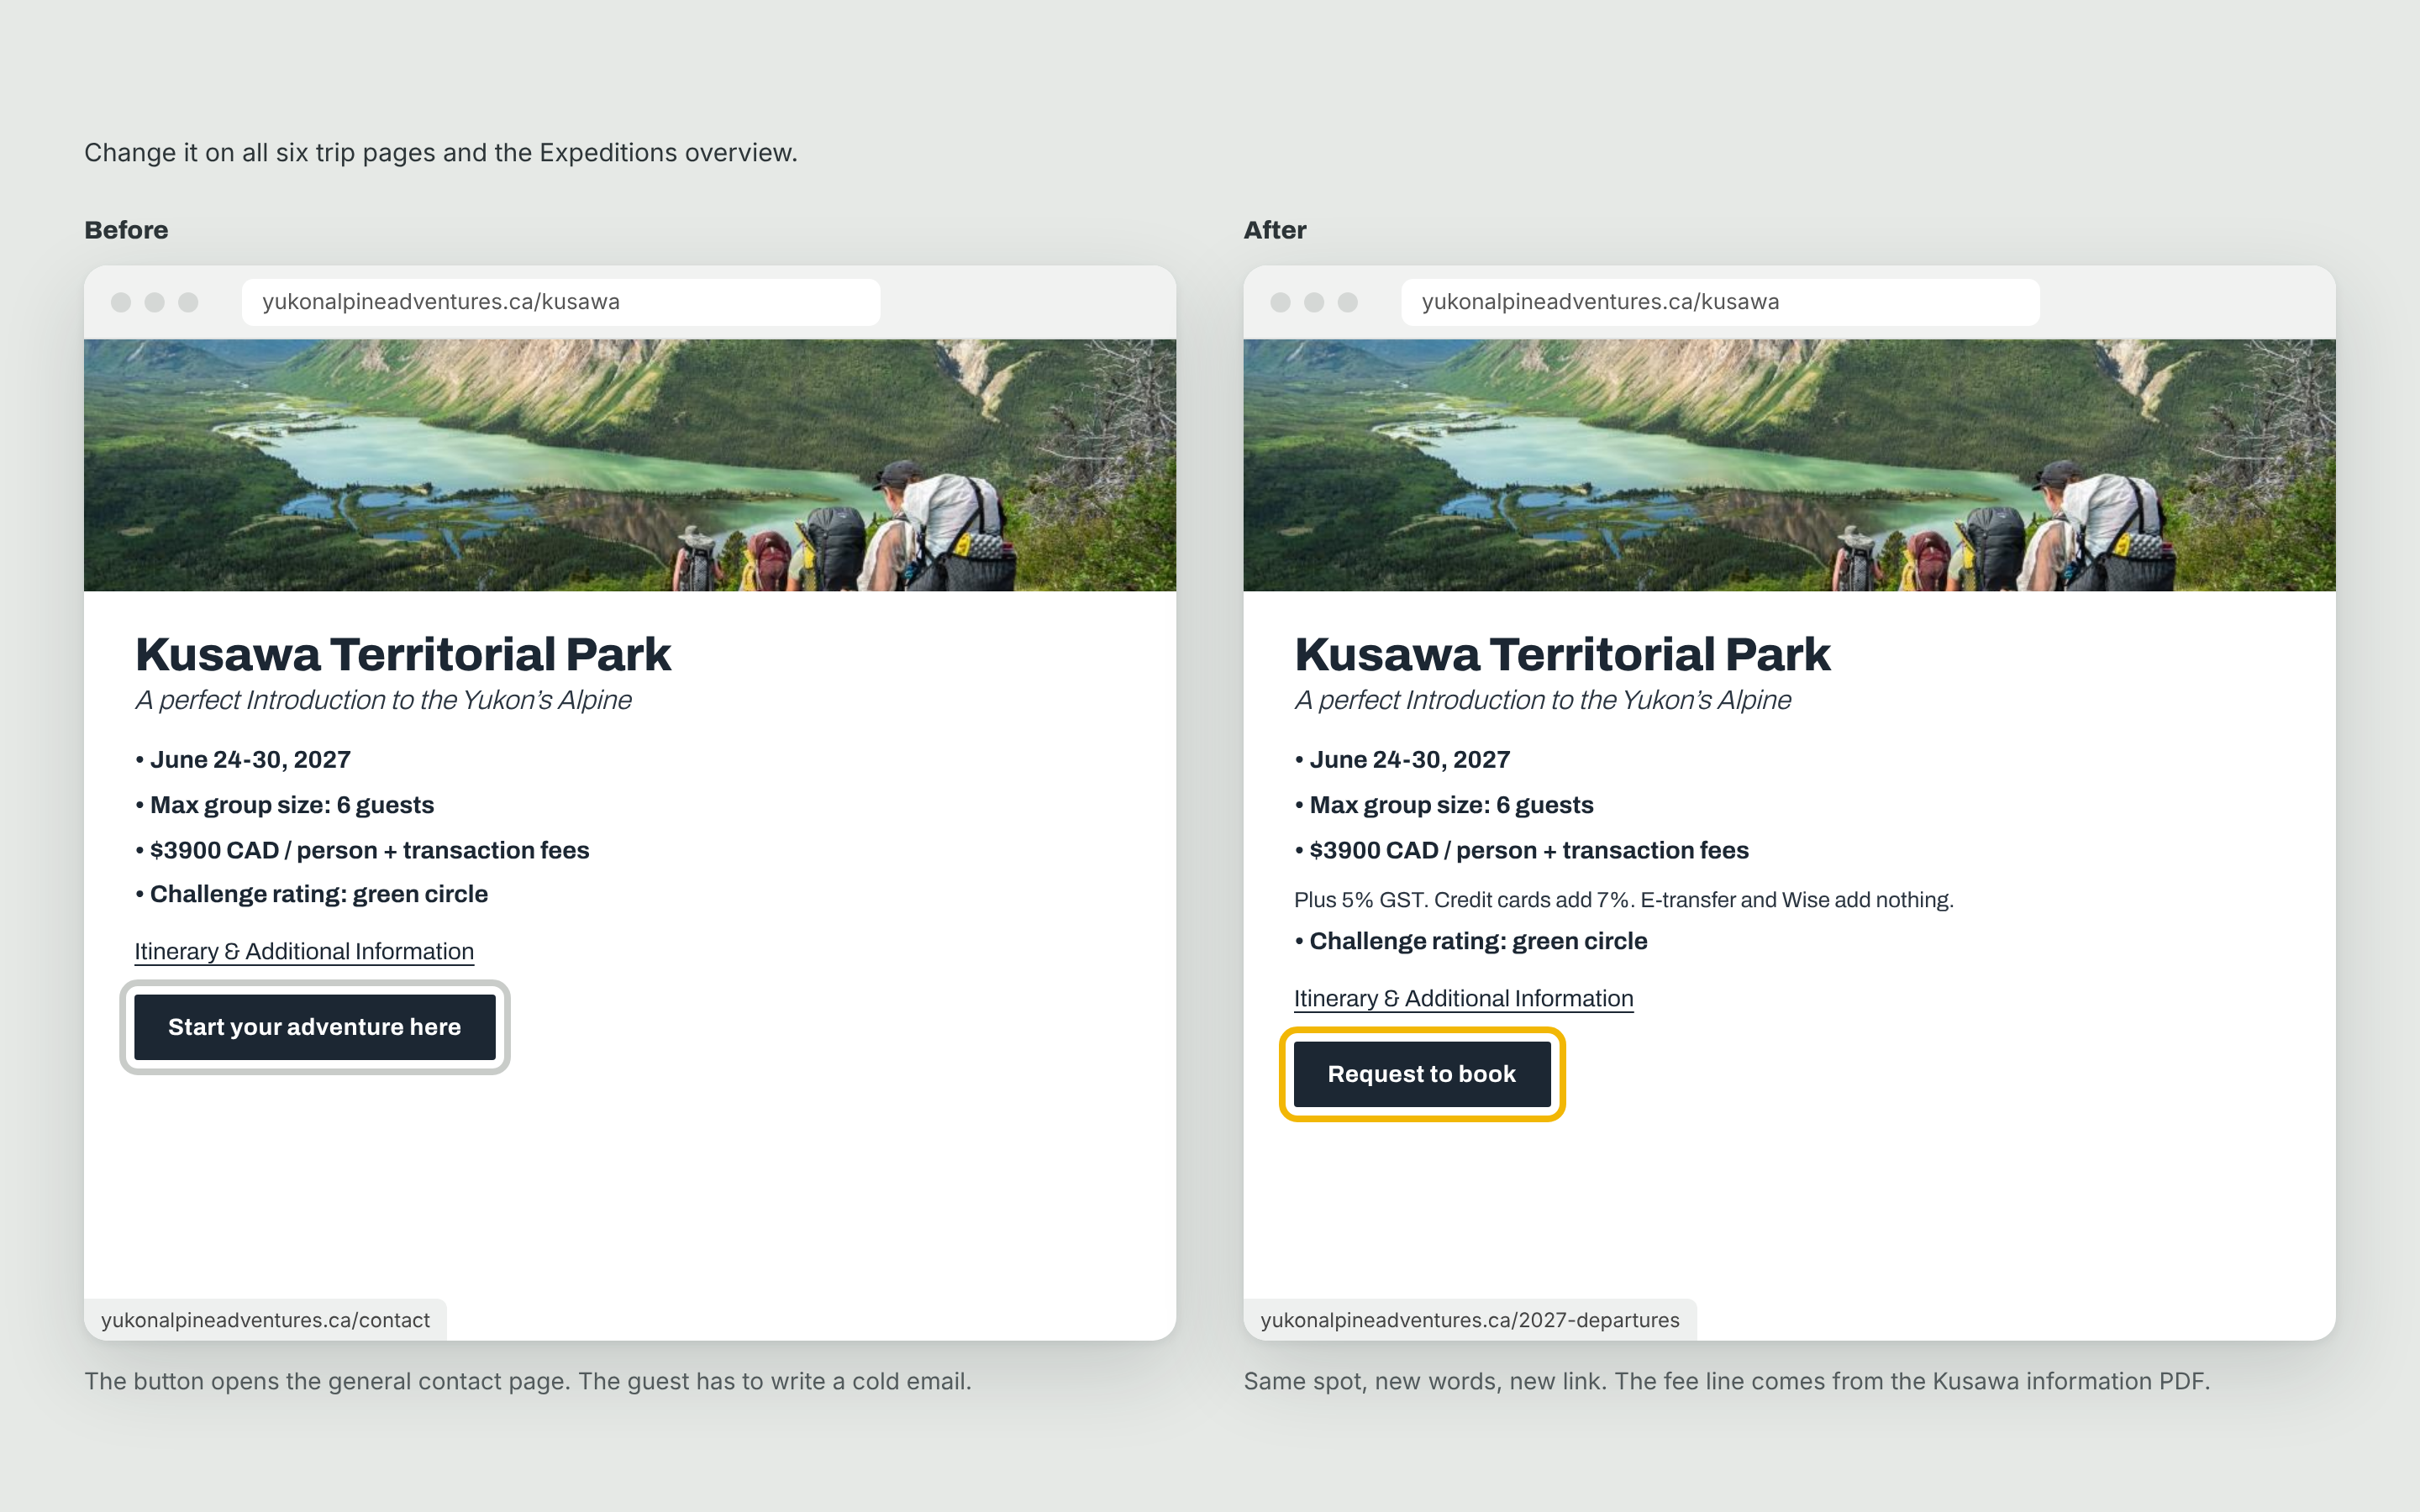 Change it on all six trip pages and the Expeditions overview.
Before
yukonalpineadventures.ca/kusawa
Kusawa Territorial Park
A perfect Introduction to the Yukon’s Alpine
• June 24-30, 2027
• Max group size: 6 guests
• $3900 CAD / person + transaction fees
• Challenge rating: green circle
Itinerary & Additional Information
Start your adventure here
yukonalpineadventures.ca/contact
The button opens the general contact page. The guest has to write a cold email.
After
yukonalpineadventures.ca/kusawa
Kusawa Territorial Park
A perfect Introduction to the Yukon’s Alpine
• June 24-30, 2027
• Max group size: 6 guests
• $3900 CAD / person + transaction fees
Plus 5% GST. Credit cards add 7%. E-transfer and Wise add nothing.
• Challenge rating: green circle
Itinerary & Additional Information
Request to book
yukonalpineadventures.ca/2027-departures
Same spot, new words, new link. The fee line comes from the Kusawa information PDF.